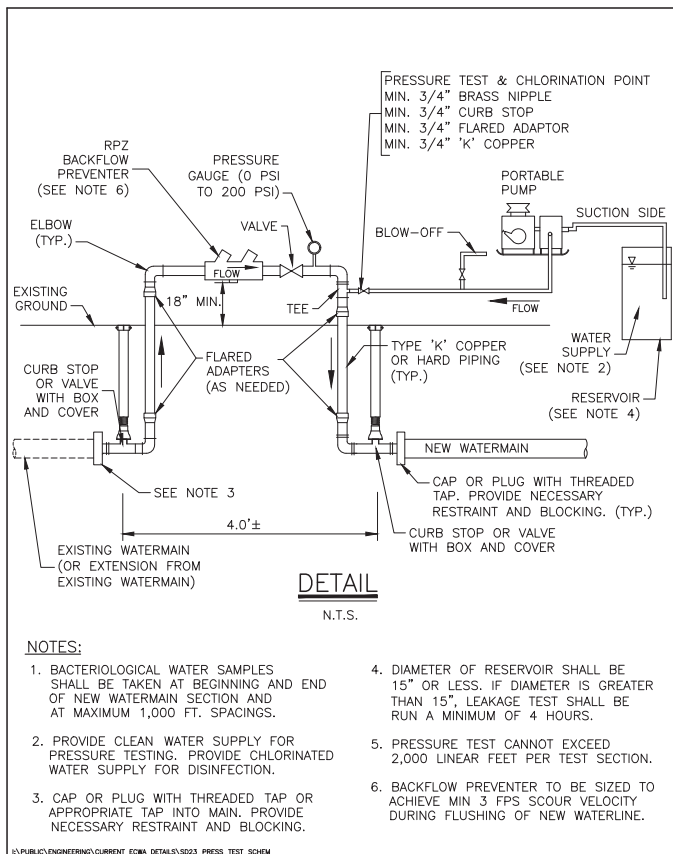 PRESSURE TEST & CHLORINATION POINT
MIN. 3/4" BRASS NIPPLE
MIN. 3/4" CURB STOP
MIN. 3/4" FLARED ADAPTOR
MIN. 3/4" 'K' COPPER
RPZ
BACKFLOW
PREVENTER
(SEE NOTE 6)
PRESSURE
GAUGE (0 PSI
TO 200 PSI)
PORTABLE
PUMP
SUCTION SIDE
ELBOW
(TYP.)
VALVE
BLOW-OFF
FLOW
18" MIN.
TEE
FLOW
EXISTING
GROUND
CURB STOP
OR VALVE
WITH BOX
AND COVER
FLARED
ADAPTERS
(AS NEEDED)
TYPE 'K' COPPER
OR HARD PIPING
(TYP.)
WATER
SUPPLY
(SEE NOTE 2)
RESERVOIR
(SEE NOTE 4)
NEW WATERMAIN
SEE NOTE 3
CAP OR PLUG WITH THREADED
TAP. PROVIDE NECESSARY
RESTRAINT AND BLOCKING. (TYP.)
4.0'±
CURB STOP OR VALVE
WITH BOX AND COVER
EXISTING WATERMAIN
(OR EXTENSION FROM
EXISTING WATERMAIN)
DETAIL
N.T.S.
NOTES:
1. BACTERIOLOGICAL WATER SAMPLES
SHALL BE TAKEN AT BEGINNING AND END
OF NEW WATERMAIN SECTION AND
AT MAXIMUM 1,000 FT. SPACINGS.
2. PROVIDE CLEAN WATER SUPPLY FOR
PRESSURE TESTING. PROVIDE CHLORINATED
WATER SUPPLY FOR DISINFECTION.
3. CAP OR PLUG WITH THREADED TAP OR
APPROPRIATE TAP INTO MAIN. PROVIDE
NECESSARY RESTRAINT AND BLOCKING.
4. DIAMETER OF RESERVOIR SHALL BE
15" OR LESS. IF DIAMETER IS GREATER
THAN 15", LEAKAGE TEST SHALL BE
RUN A MINIMUM OF 4 HOURS.
5. PRESSURE TEST CANNOT EXCEED
2,000 LINEAR FEET PER TEST SECTION.
6. BACKFLOW PREVENTER TO BE SIZED TO
ACHIEVE MIN 3 FPS SCOUR VELOCITY
DURING FLUSHING OF NEW WATERLINE.
\PUBLIC\ENGINEERING\CURRENT ECWA DETAILS\SD23 PRESS TEST SCHEM